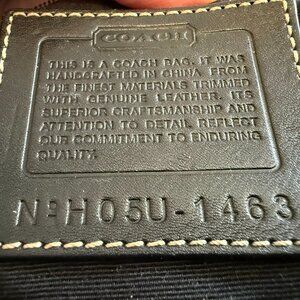 COACH
THIS IS A COACH BAG. IT WAS
HANDCRAFTED IN CHINA FROM
THE FINEST MATERIALS TRIMMED
WITH GENUINE LEATHER. ITS
SUPERIOR CRAFTSMANSHIP AND
ATTENTION TO DETAIL REFLECT
OUR COMMITMENT TO ENDURING
QUALITY.
Nº H05U-1463